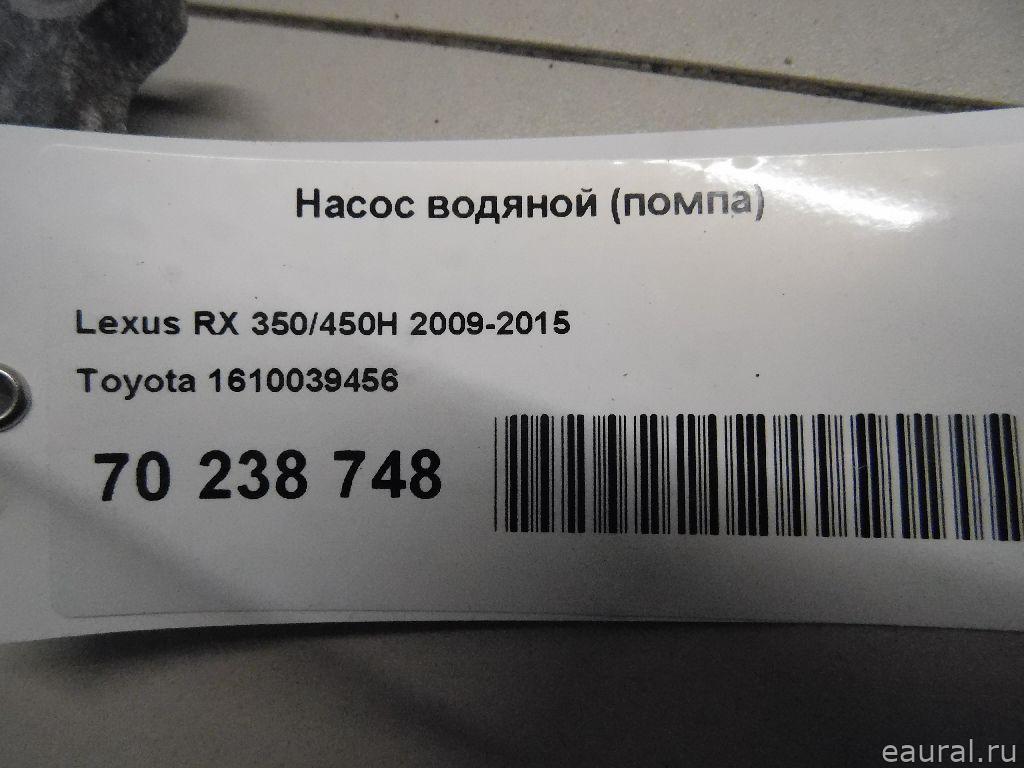 Насос водяной (помпа)
Lexus RX 350/450H 2009-2015
Toyota 1610039456
70 238 748
eaural.ru